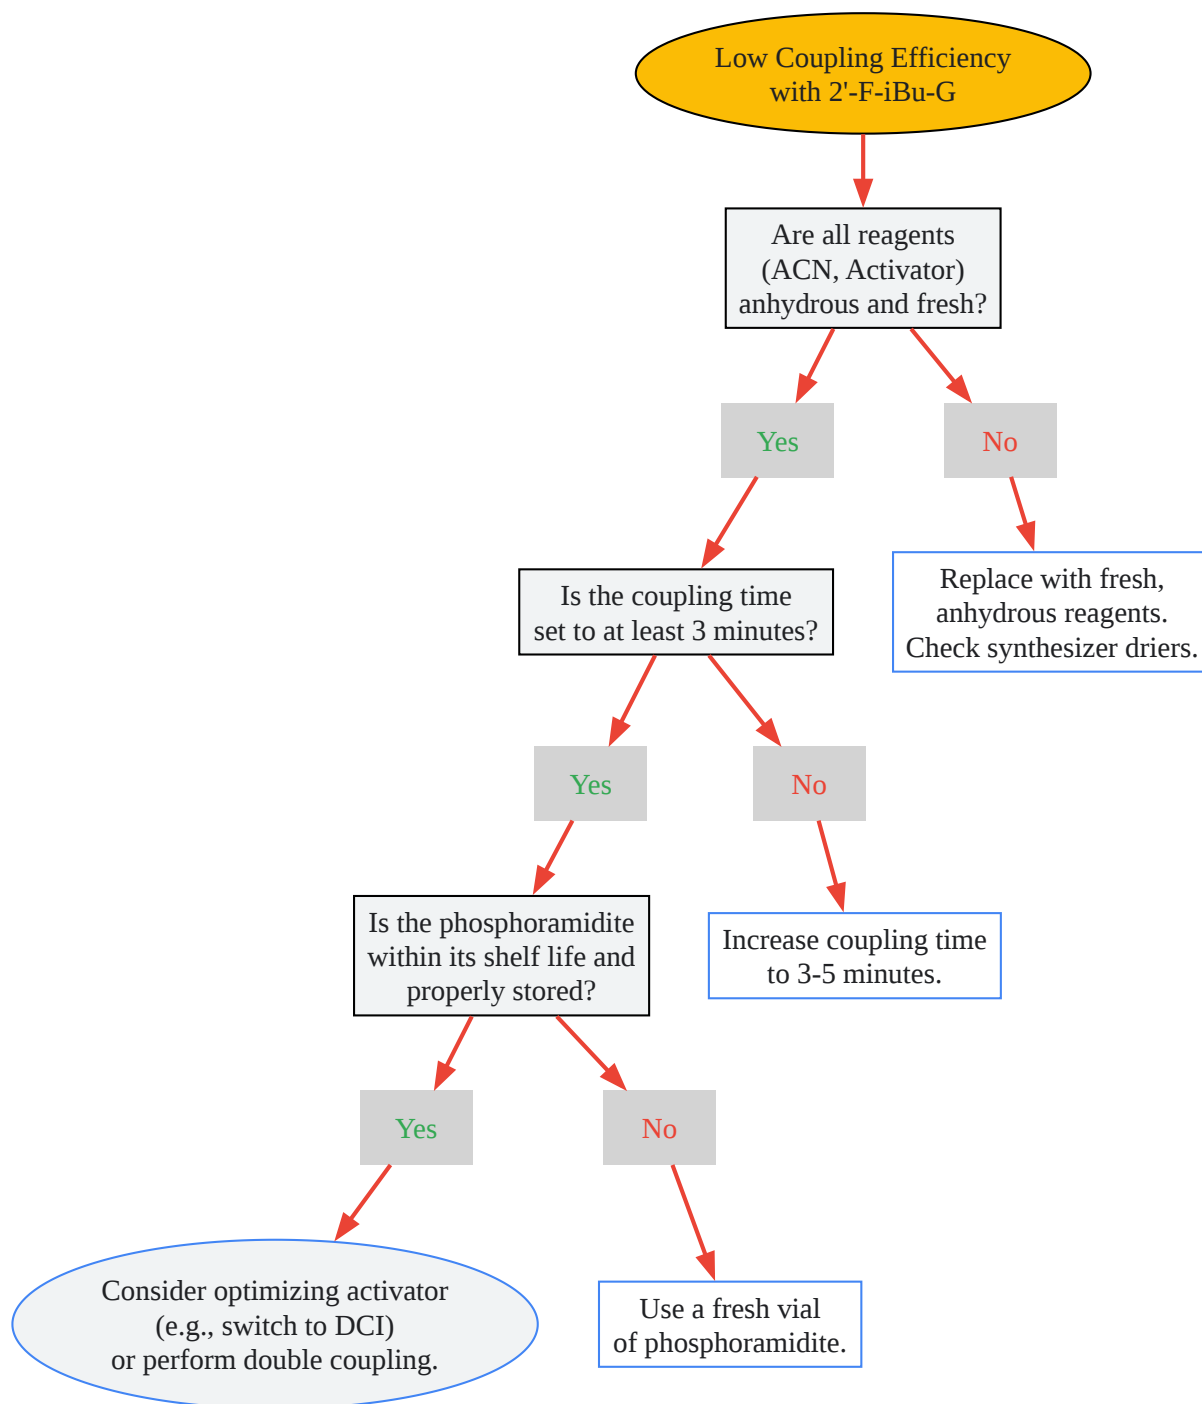 Low Coupling Efficiency
with 2'-F-iBu-G
Are all reagents
(ACN, Activator)
anhydrous and fresh?
Yes
No
Replace with fresh,
anhydrous reagents.
Check synthesizer driers.
Is the coupling time
set to at least 3 minutes?
Yes
No
Increase coupling time
to 3-5 minutes.
Is the phosphoramidite
within its shelf life and
properly stored?
Yes
No
Consider optimizing activator
(e.g., switch to DCI)
or perform double coupling.
Use a fresh vial
of phosphoramidite.